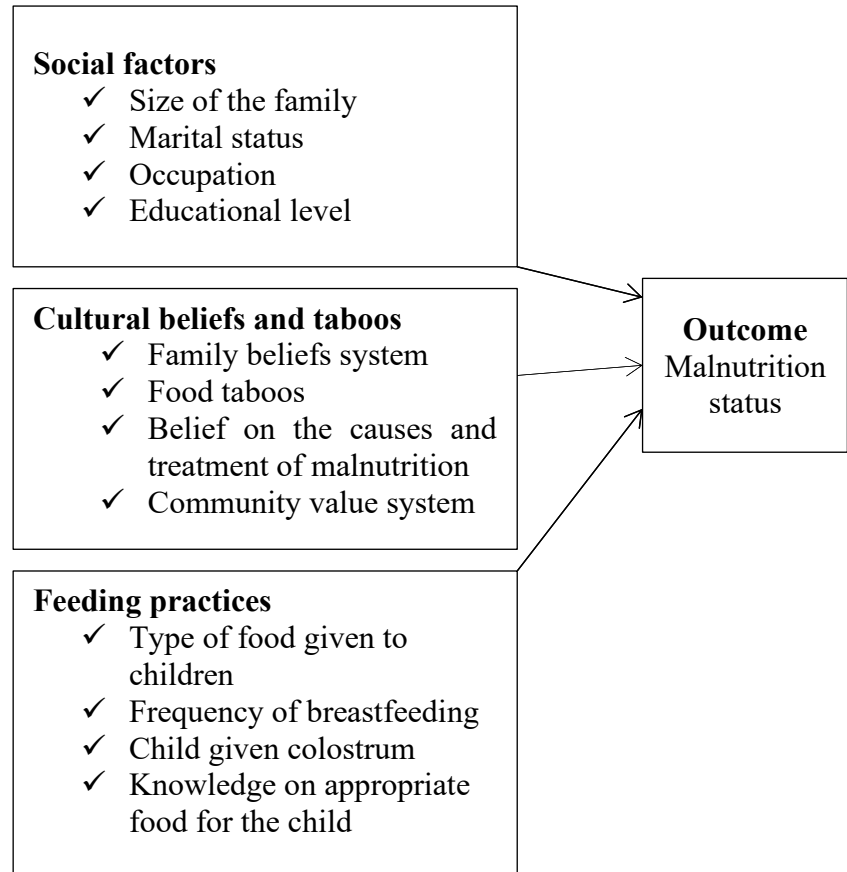 Social factors
✓ Size of the family
✓ Marital status
✓ Occupation
✓ Educational level
Cultural beliefs and taboos
✓ Family beliefs system
✓ Food taboos
✓ Belief on the causes and
treatment of malnutrition
✓ Community value system
Feeding practices
✓ Type of food given to
children
✓ Frequency of breastfeeding
✓ Child given colostrum
✓ Knowledge on appropriate
food for the child
Outcome
Malnutrition
status